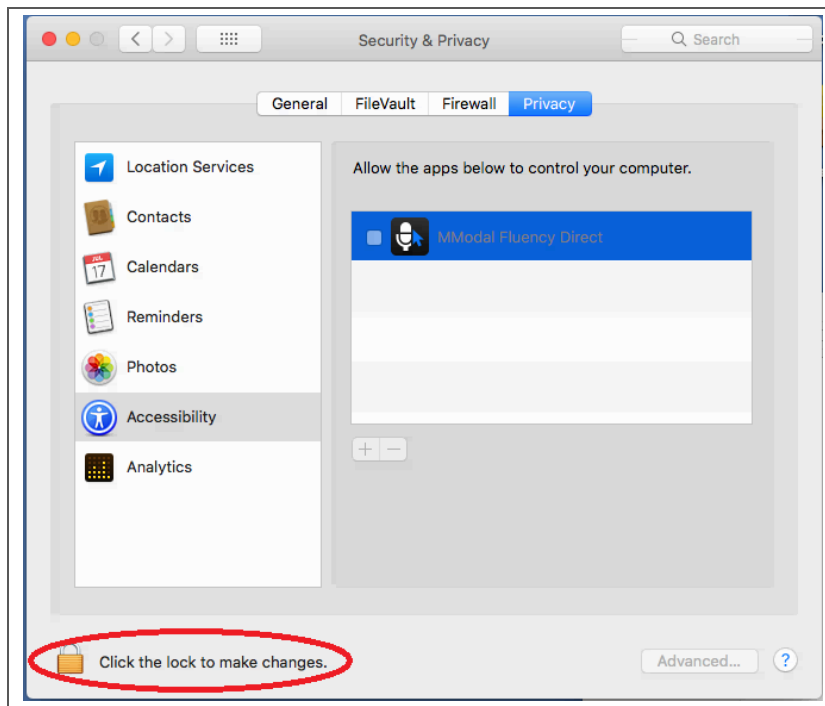 Security & Privacy
Search
General FileVault Firewall Privacy
Location Services
Contacts
JUL
17
Calendars
Reminders
Photos
Accessibility
Analytics
Allow the apps below to control your computer.
MModal Fluency Direct
+ −
Click the lock to make changes.
Advanced... ?